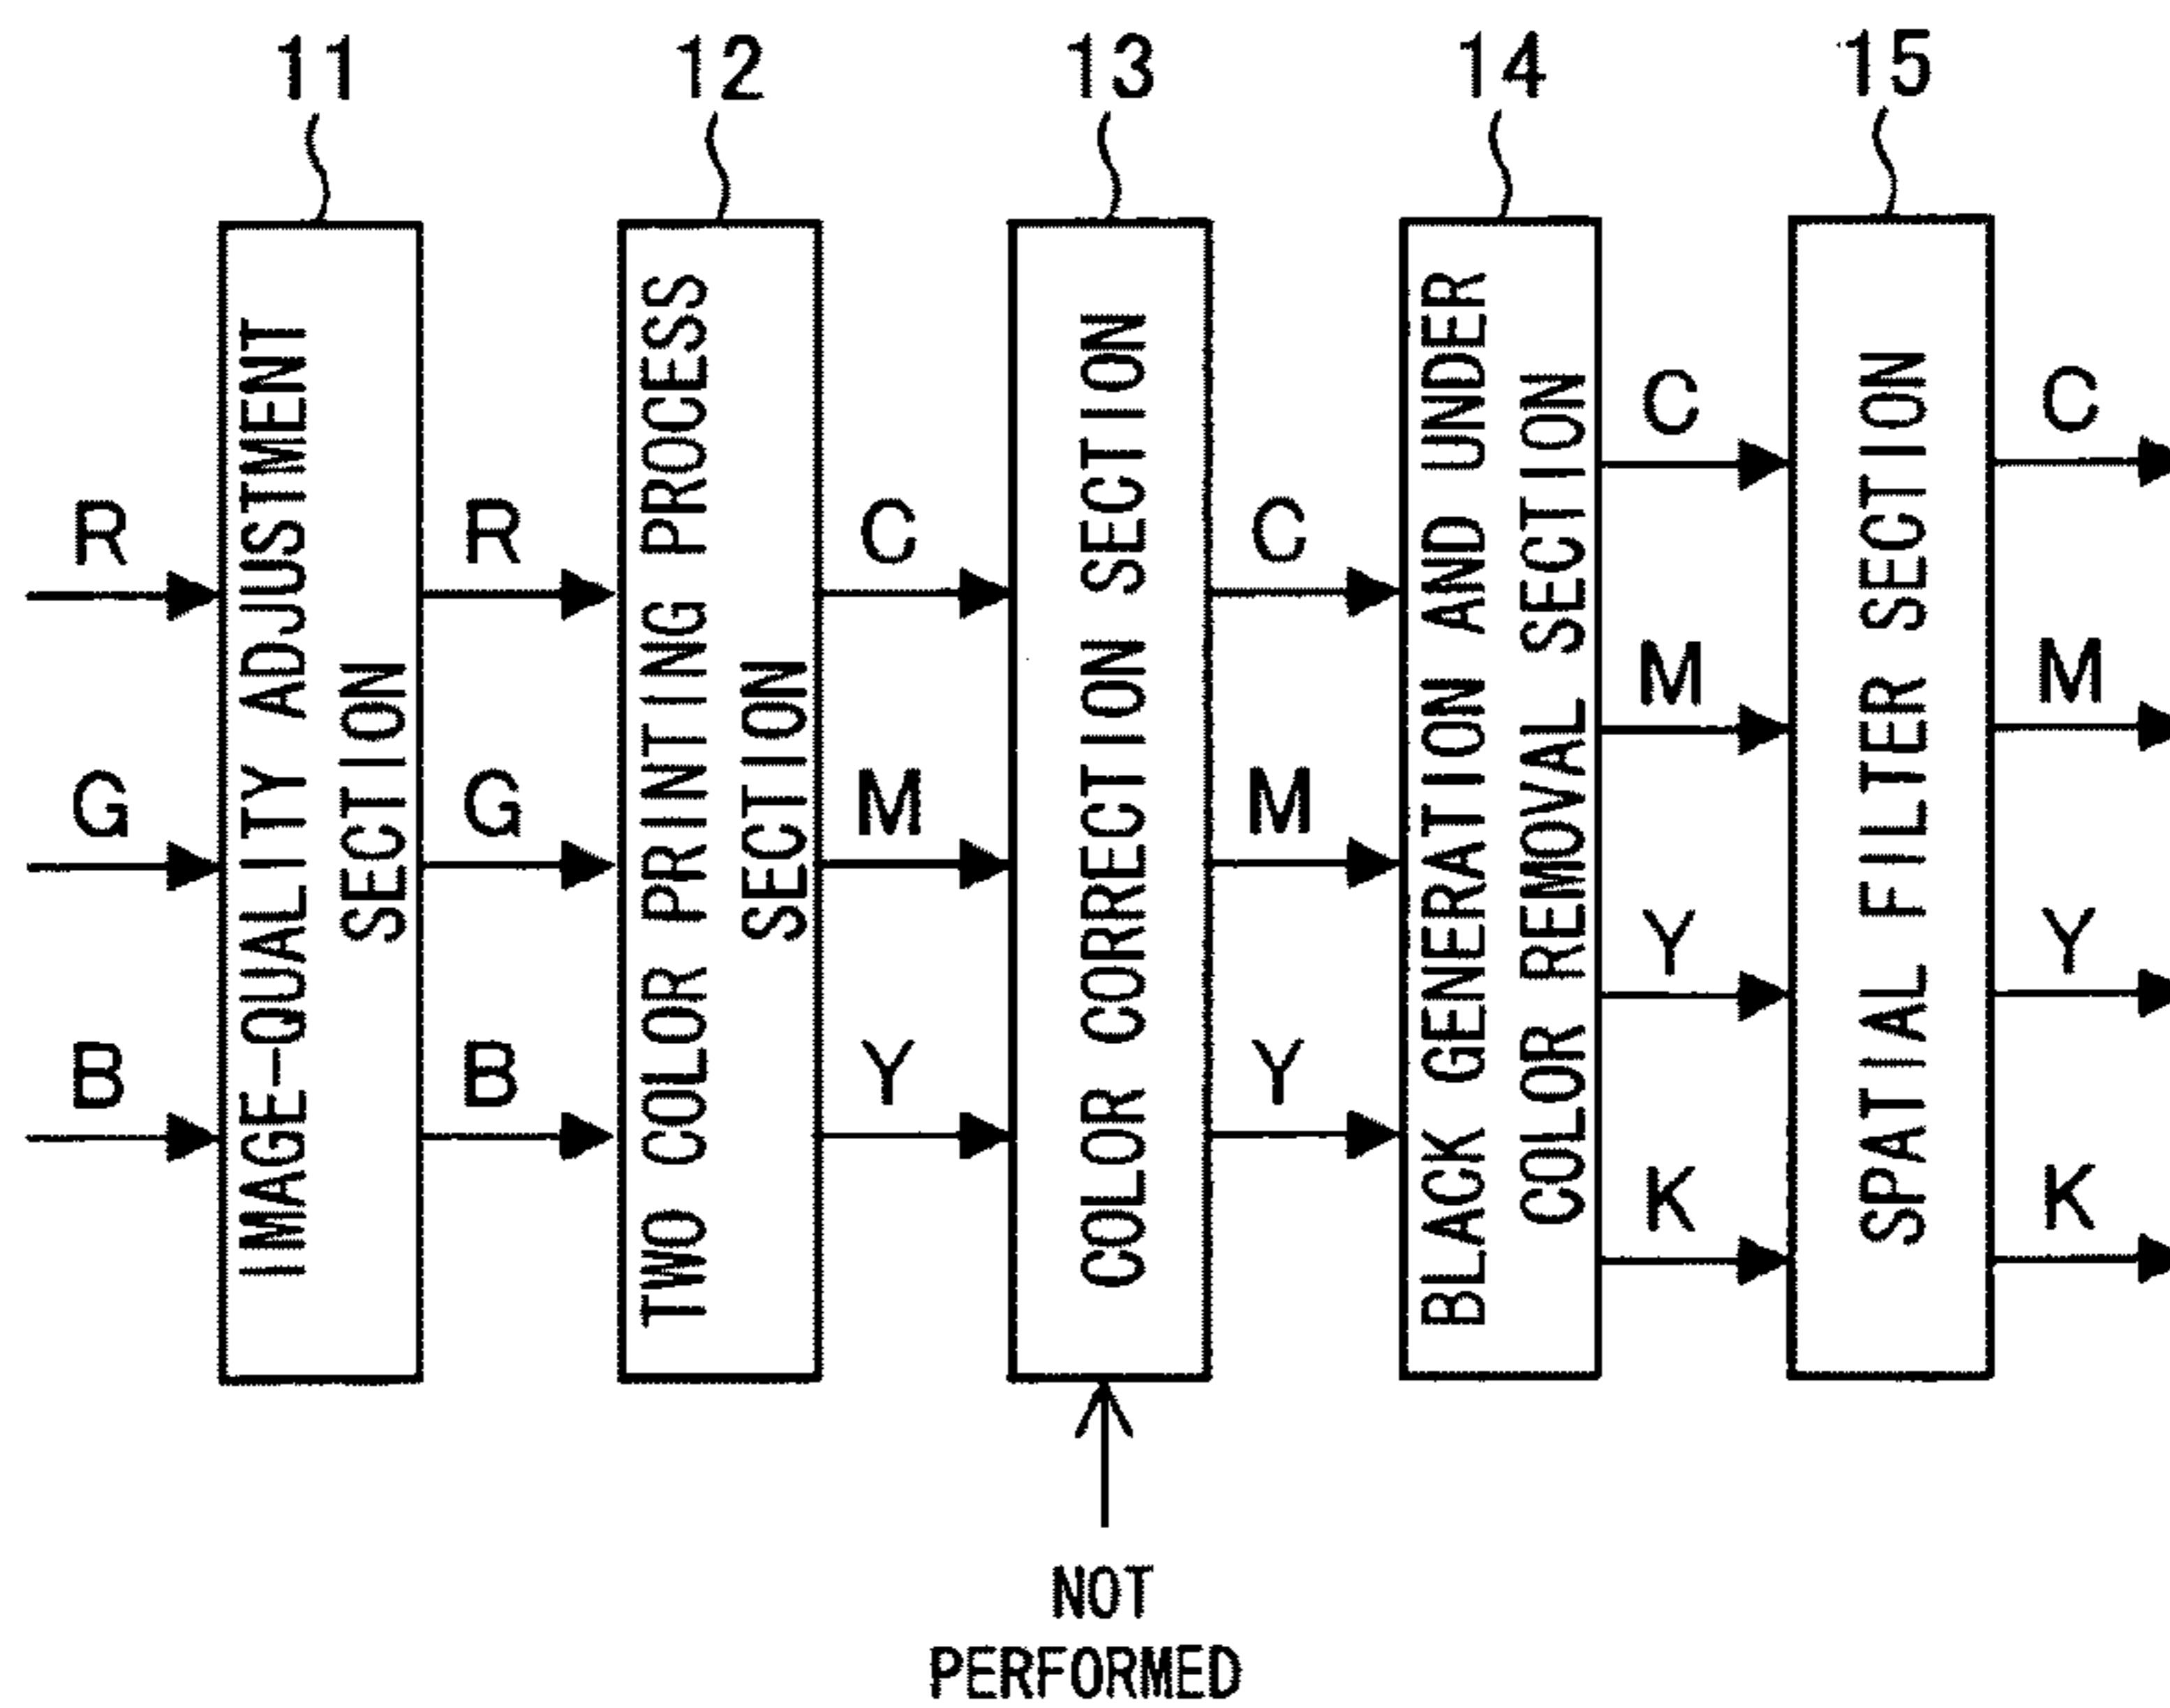 11
12
13
14
15
IMAGE-QUALITY ADJUSTMENT
SECTION
TWO COLOR PRINTING PROCESS
SECTION
COLOR CORRECTION SECTION
BLACK GENERATION AND UNDER
COLOR REMOVAL SECTION
SPATIAL FILTER SECTION
R
G
B
R
G
B
C
M
Y
C
M
Y
C
M
Y
K
C
M
Y
K
NOT
PERFORMED